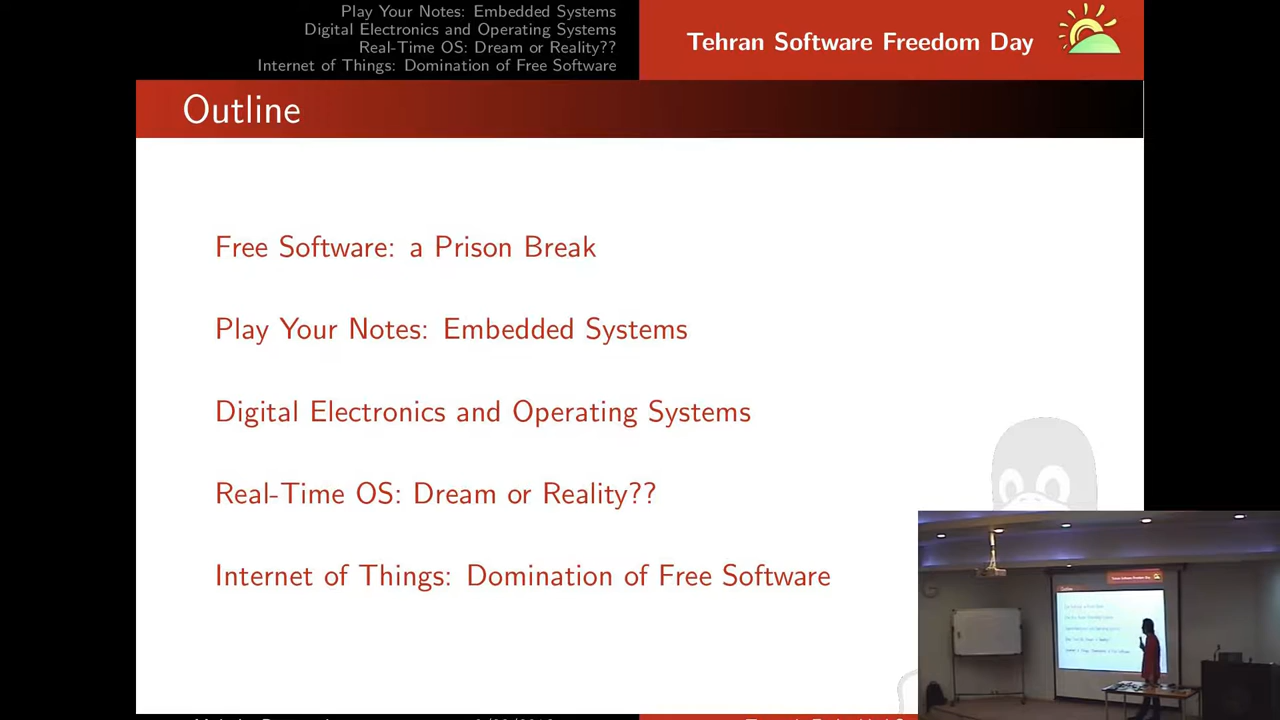 Play Your Notes: Embedded Systems
Digital Electronics and Operating Systems
Real-Time OS: Dream or Reality??
Internet of Things: Domination of Free Software
Tehran Software Freedom Day
Outline
Free Software: a Prison Break
Play Your Notes: Embedded Systems
Digital Electronics and Operating Systems
Real-Time OS: Dream or Reality??
Internet of Things: Domination of Free Software